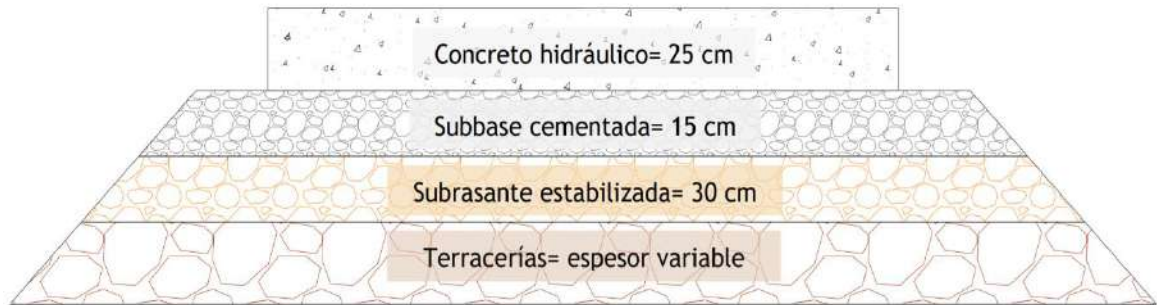 Concreto hidráulico= 25 cm
Subbase cementada= 15 cm
Subrasante estabilizada= 30 cm
Terracerías= espesor variable